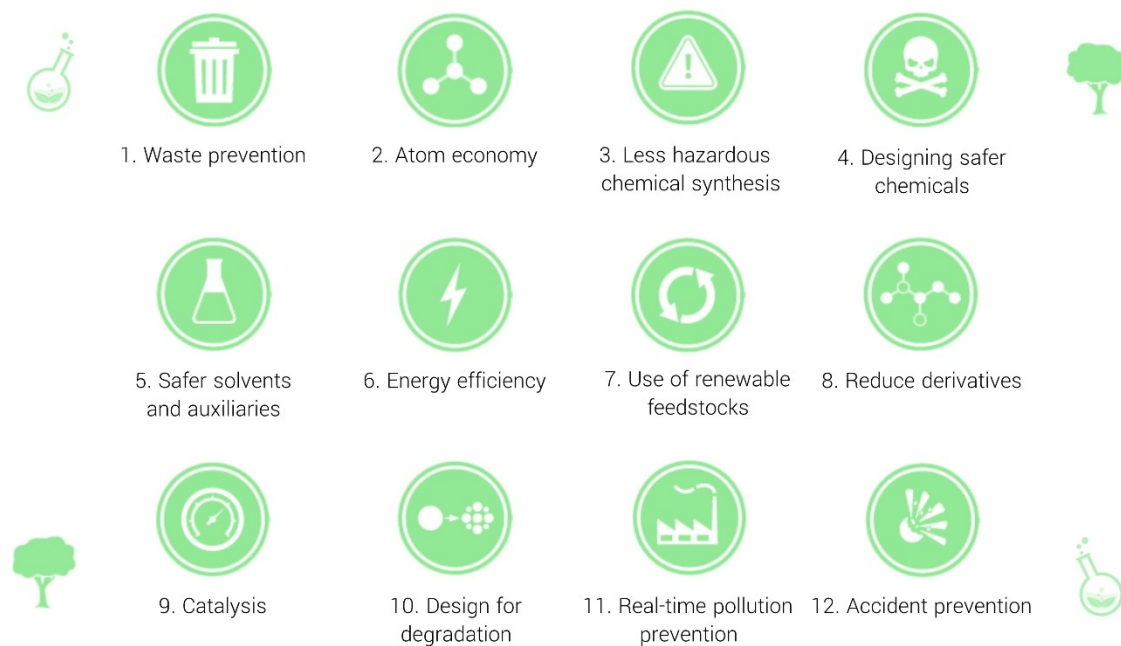 1. Waste prevention
2. Atom economy
3. Less hazardous
chemical synthesis
4. Designing safer
chemicals
5. Safer solvents
and auxiliaries
6. Energy efficiency
7. Use of renewable
feedstocks
8. Reduce derivatives
9. Catalysis
10. Design for
degradation
11. Real-time pollution
prevention
12. Accident prevention